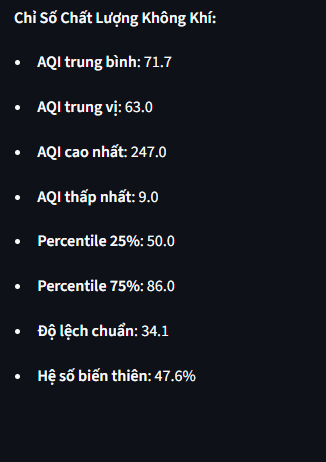 Chỉ Số Chất Lượng Không Khí:
• AQI trung bình: 71.7
• AQI trung vị: 63.0
• AQI cao nhất: 247.0
• AQI thấp nhất: 9.0
• Percentile 25%: 50.0
• Percentile 75%: 86.0
• Độ lệch chuẩn: 34.1
• Hệ số biến thiên: 47.6%